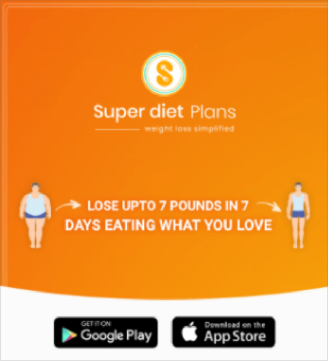 S
Super diet Plans
weight loss simplified
LOSE UPTO 7 POUNDS IN 7
DAYS EATING WHAT YOU LOVE
GET IT ON
Google Play
Download on the
App Store